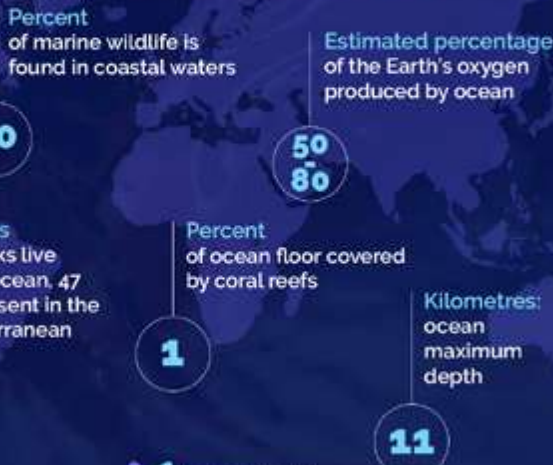 Percent
of marine wildlife is
found in coastal waters
0
Estimated percentage
of the Earth's oxygen
produced by ocean
50
-
80
s
ks live
cean, 47
sent in the
rranean
Percent
of ocean floor covered
by coral reefs
1
Kilometres:
ocean
maximum
depth
11